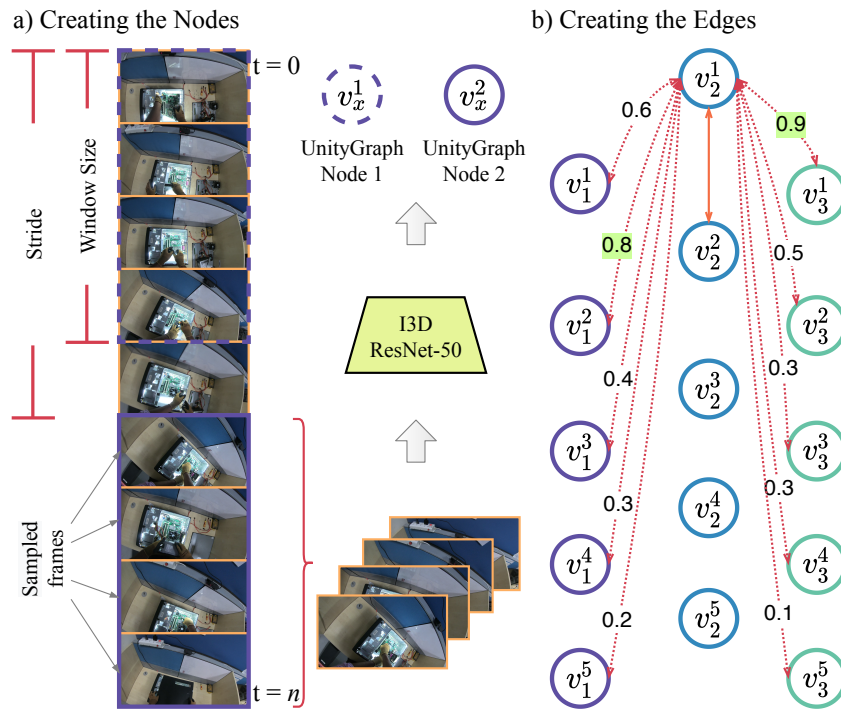 a) Creating the Nodes
b) Creating the Edges
t = 0
Stride
Window Size
v_x^1
v_x^2
UnityGraph
Node 1
UnityGraph
Node 2
I3D
ResNet-50
Sampled
frames
t = n
v_2^1
0.6
0.9
v_1^1
v_3^1
0.8
v_2^2
0.5
v_1^2
v_3^2
0.4
v_2^3
0.3
v_1^3
v_3^3
0.3
v_2^4
0.3
v_1^4
v_3^4
0.2
v_2^5
0.1
v_1^5
v_3^5